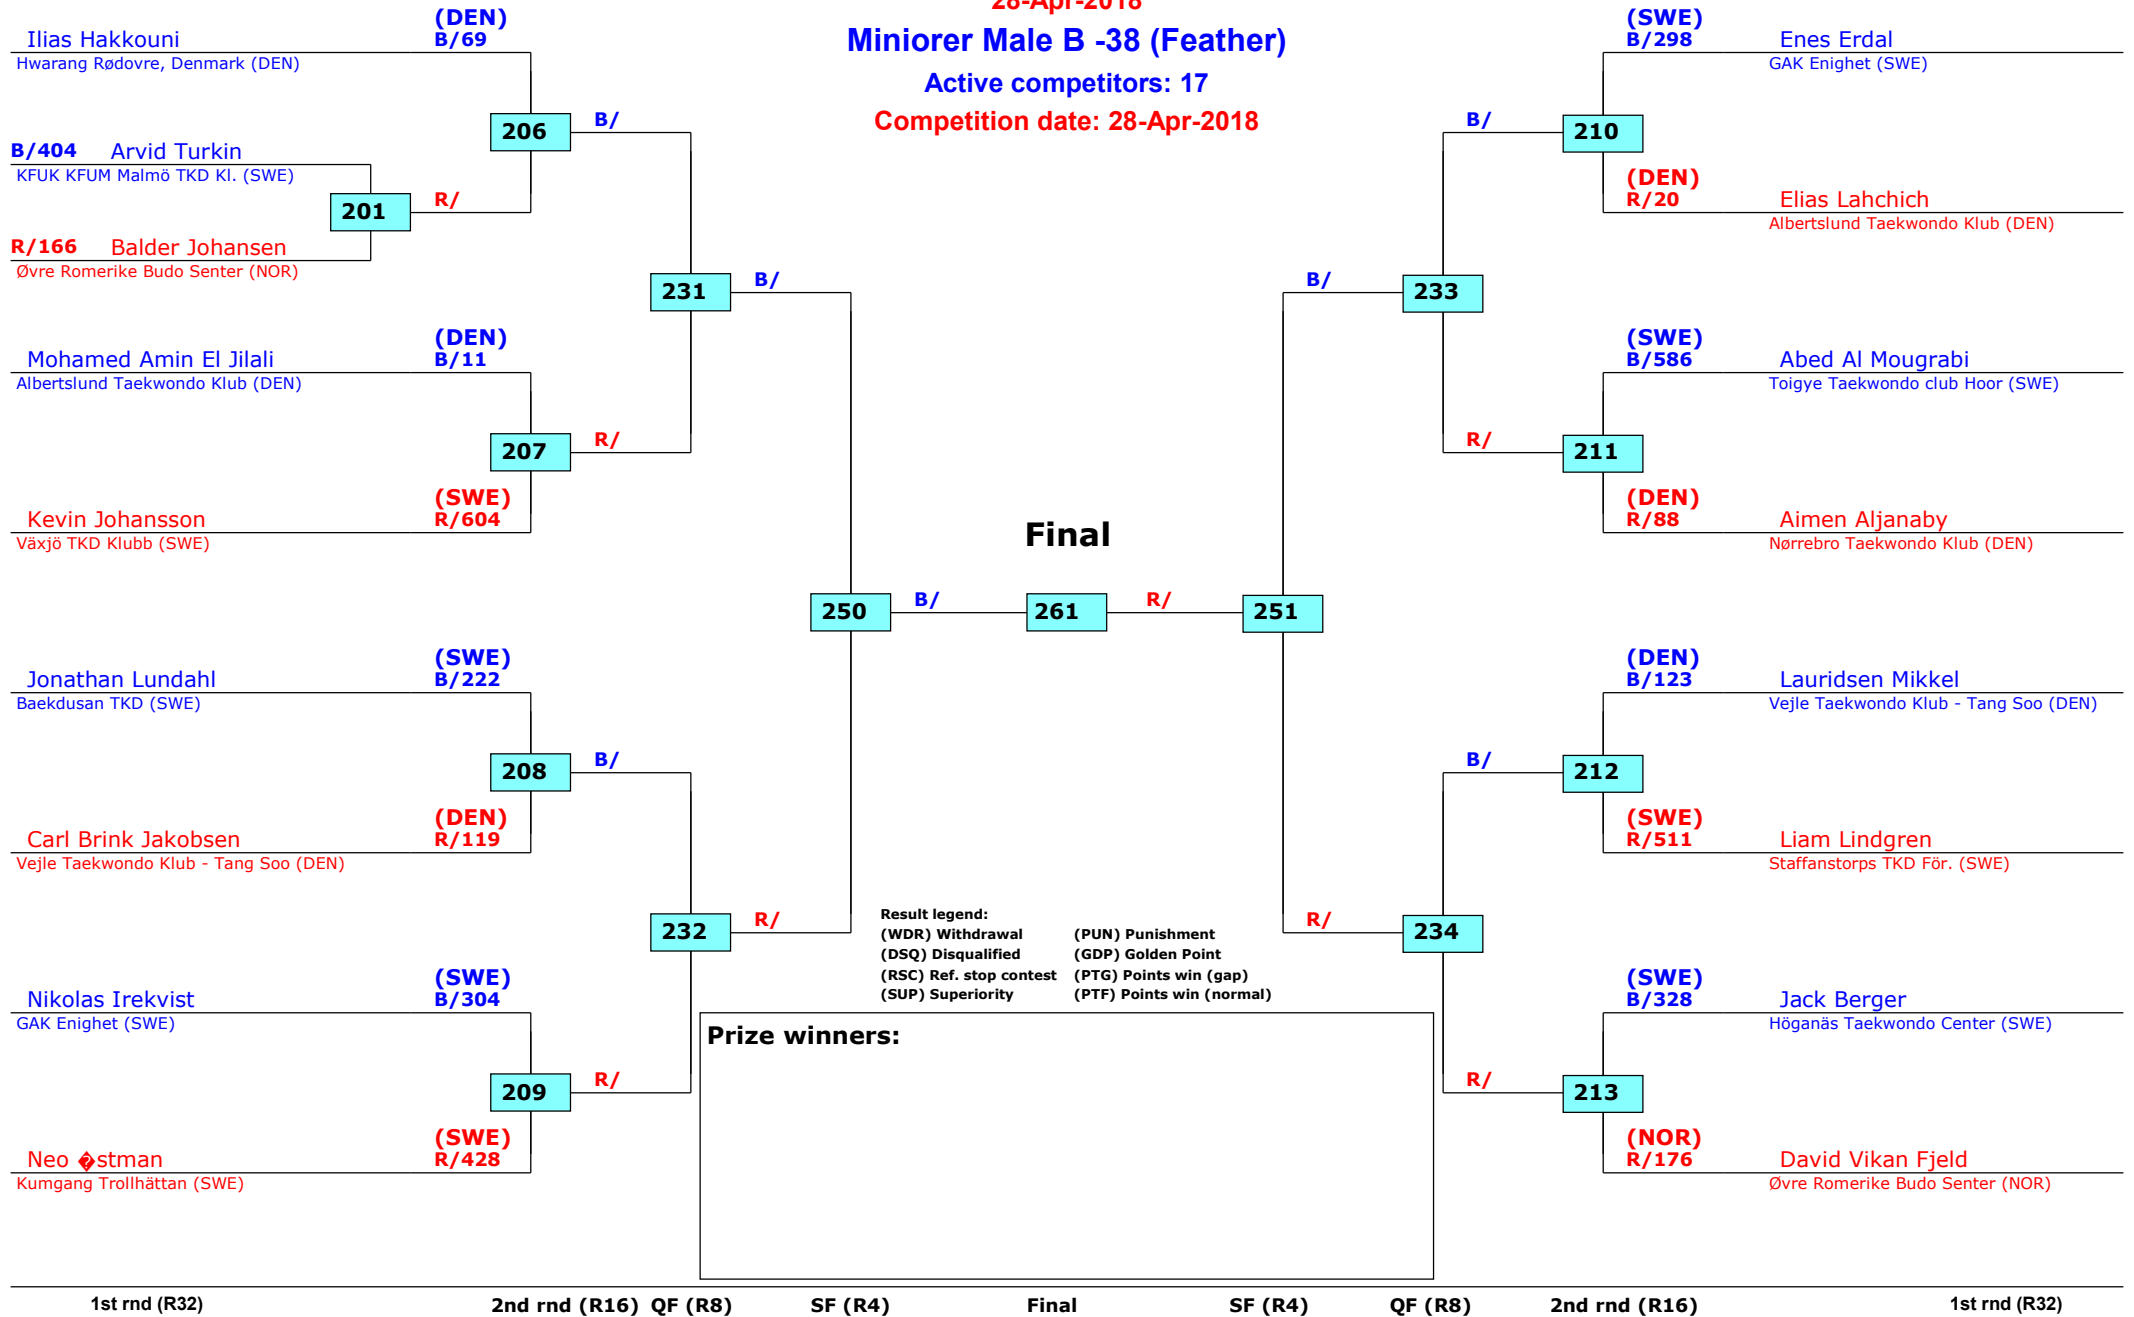 28-Apr-2018
Miniorer Male B -38 (Feather)
Active competitors: 17
Competition date: 28-Apr-2018
(DEN)
Ilias Hakkouni B/69
Hwarang Rødovre, Denmark (DEN)
206 B/
B/404 Arvid Turkin
KFUK KFUM Malmö TKD Kl. (SWE)
201 R/
R/166 Balder Johansen
Øvre Romerike Budo Senter (NOR)
231 B/
(DEN)
Mohamed Amin El Jilali B/11
Albertslund Taekwondo Klub (DEN)
207 R/
(SWE)
Kevin Johansson R/604
Växjö TKD Klubb (SWE)
(SWE)
Jonathan Lundahl B/222
Baekdusan TKD (SWE)
208 B/
(DEN)
Carl Brink Jakobsen R/119
Vejle Taekwondo Klub - Tang Soo (DEN)
232 R/
(SWE)
Nikolas Irekvist B/304
GAK Enighet (SWE)
209 R/
(SWE)
Neo �stman R/428
Kumgang Trollhättan (SWE)
Final
250 B/ 261 R/ 251
(SWE)
B/298 Enes Erdal
GAK Enighet (SWE)
B/ 210
(DEN)
R/20 Elias Lahchich
Albertslund Taekwondo Klub (DEN)
B/ 233
(SWE)
B/586 Abed Al Mougrabi
Toigye Taekwondo club Hoor (SWE)
R/ 211
(DEN)
R/88 Aimen Aljanaby
Nørrebro Taekwondo Klub (DEN)
(DEN)
B/123 Lauridsen Mikkel
Vejle Taekwondo Klub - Tang Soo (DEN)
B/ 212
(SWE)
R/511 Liam Lindgren
Staffanstorps TKD För. (SWE)
R/ 234
(SWE)
B/328 Jack Berger
Höganäs Taekwondo Center (SWE)
R/ 213
(NOR)
R/176 David Vikan Fjeld
Øvre Romerike Budo Senter (NOR)
Result legend:
(WDR) Withdrawal (PUN) Punishment
(DSQ) Disqualified (GDP) Golden Point
(RSC) Ref. stop contest (PTG) Points win (gap)
(SUP) Superiority (PTF) Points win (normal)
Prize winners:
1st rnd (R32) 2nd rnd (R16) QF (R8) SF (R4) Final SF (R4) QF (R8) 2nd rnd (R16) 1st rnd (R32)